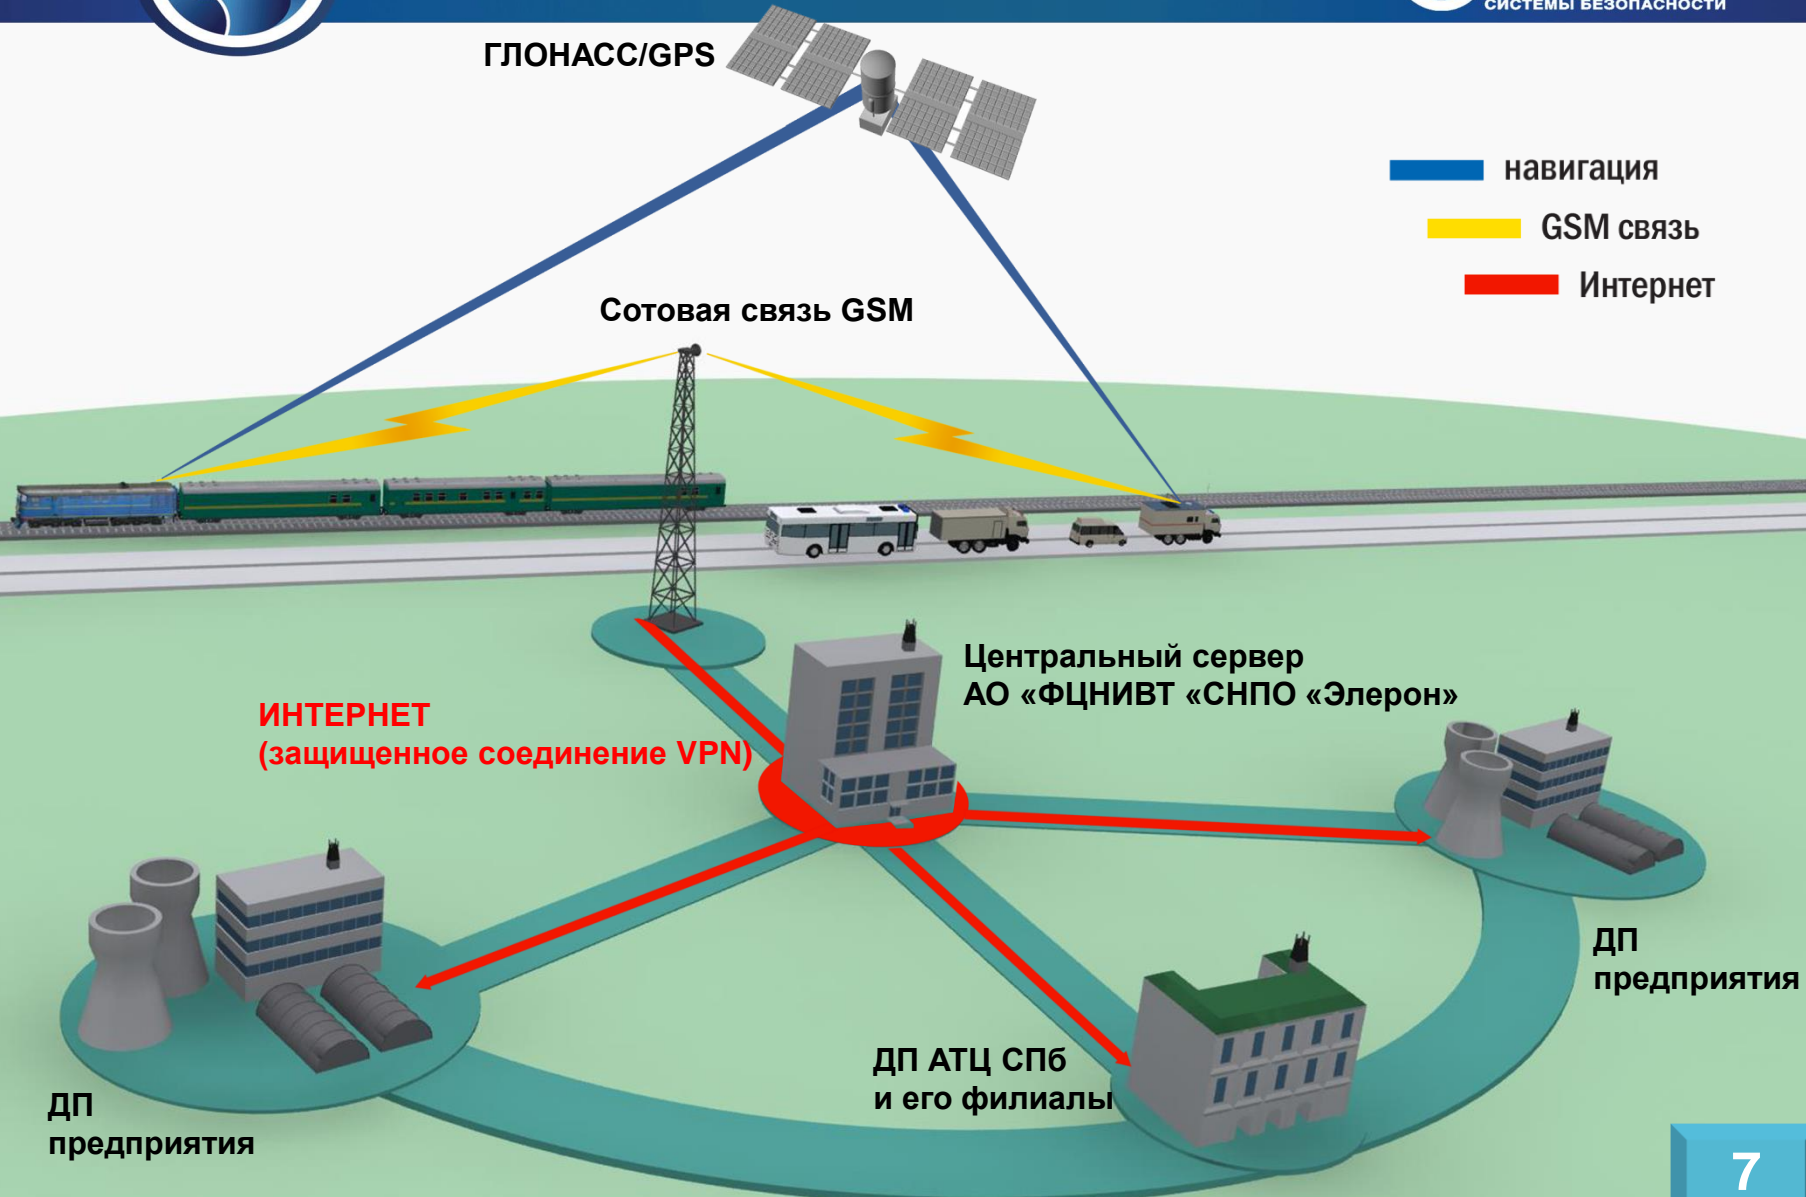 СИСТЕМЫ БЕЗОПАСНОСТИ
ГЛОНАСС/GPS
навигация
GSM связь
Интернет
Сотовая связь GSM
Центральный сервер
АО «ФЦНИВТ «СНПО «Элерон»
ИНТЕРНЕТ
(защищенное соединение VPN)
ДП
предприятия
ДП АТЦ СПб
и его филиалы
ДП
предприятия
7